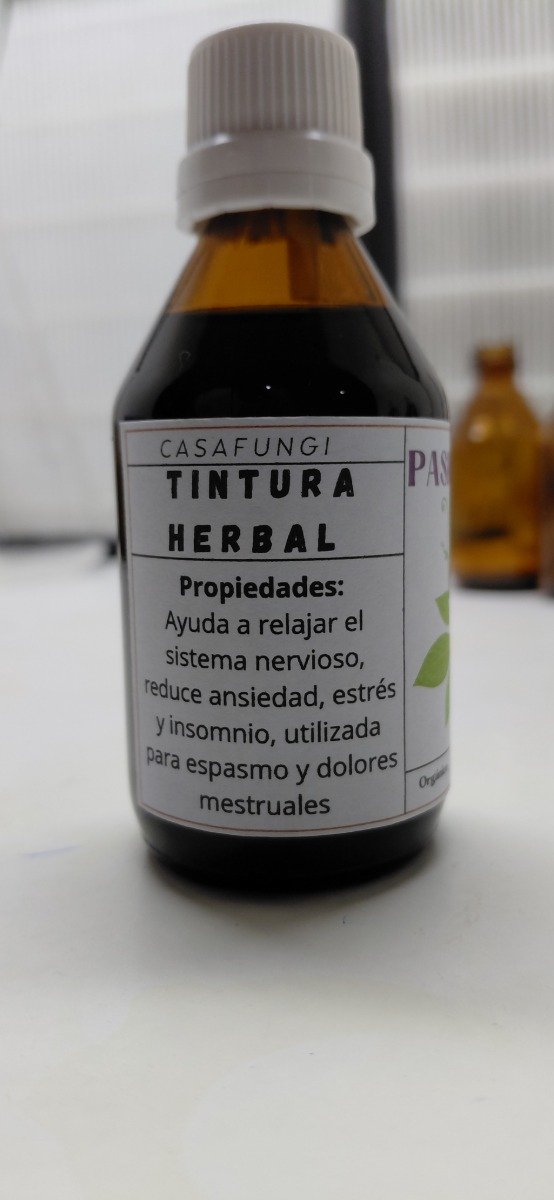 CASAFUNGI
TINTURA
HERBAL
Propiedades:
Ayuda a relajar el
sistema nervioso,
reduce ansiedad, estrés
y insomnio, utilizada
para espasmo y dolores
mestruales